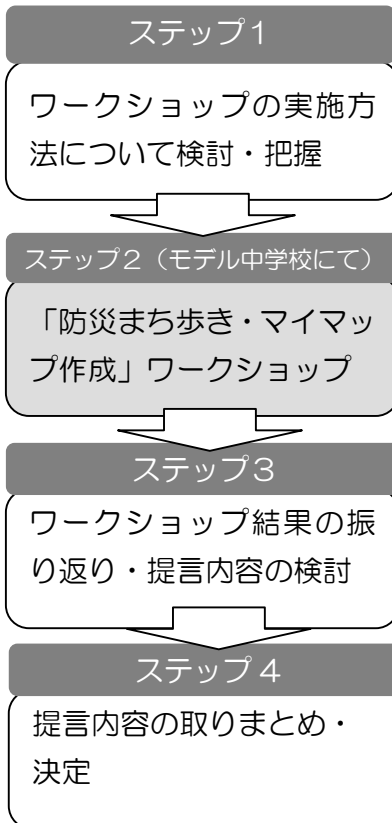 ステップ1
ワークショップの実施方
法について検討・把握
ステップ2（モデル中学校にて）
「防災まち歩き・マイマッ
プ作成」ワークショップ
ステップ3
ワークショップ結果の振
り返り・提言内容の検討
ステップ4
提言内容の取りまとめ・
決定